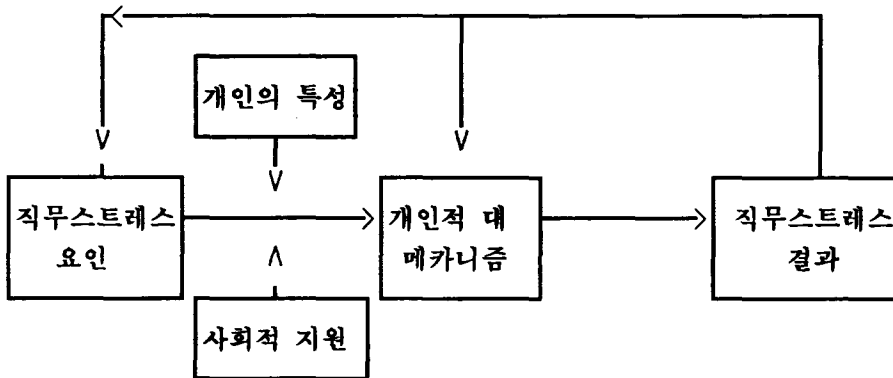 개인의 특성
직무스트레스
요인
개인적 대
메카니즘
직무스트레스
결과
사회적 지원